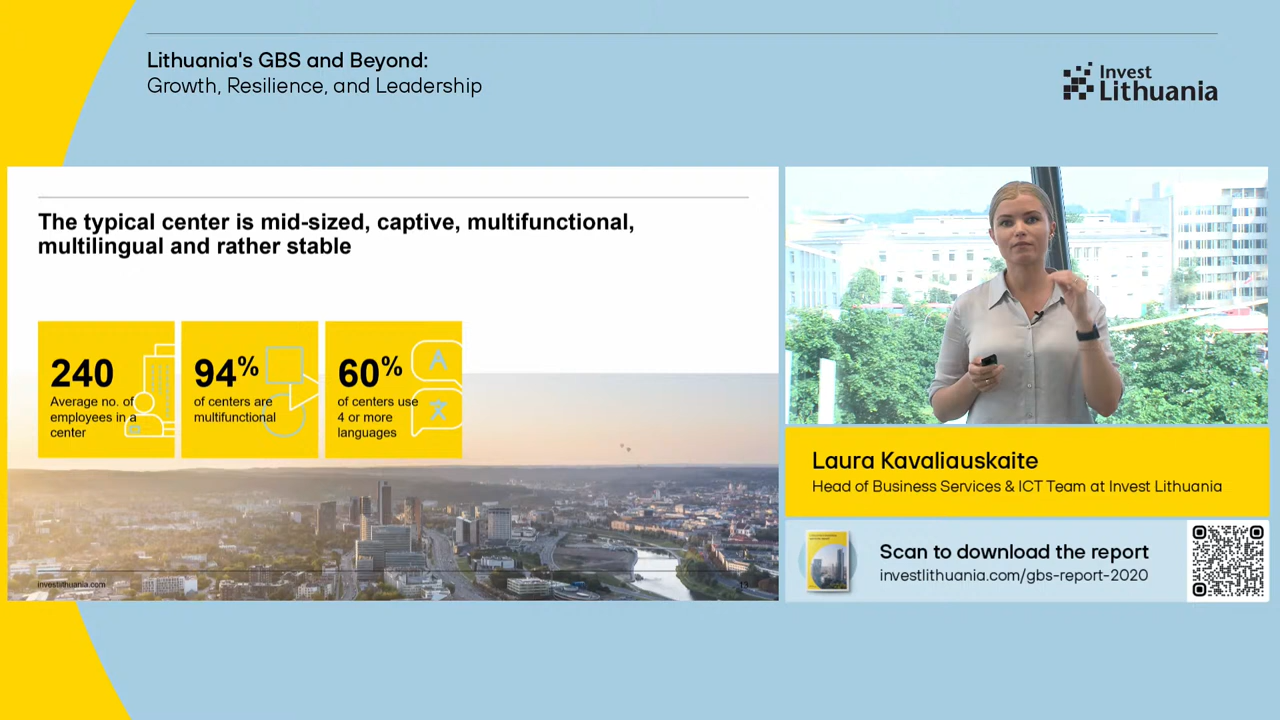 Lithuania's GBS and Beyond:
Growth, Resilience, and Leadership
Invest
Lithuania
The typical center is mid-sized, captive, multifunctional,
multilingual and rather stable
240
Average no. of
employees in a
center
94%
of centers are
multifunctional
60%
of centers use
4 or more
languages
A
文
investlithuania.com
Laura Kavaliauskaite
Head of Business Services & ICT Team at Invest Lithuania
Scan to download the report
investlithuania.com/gbs-report-2020